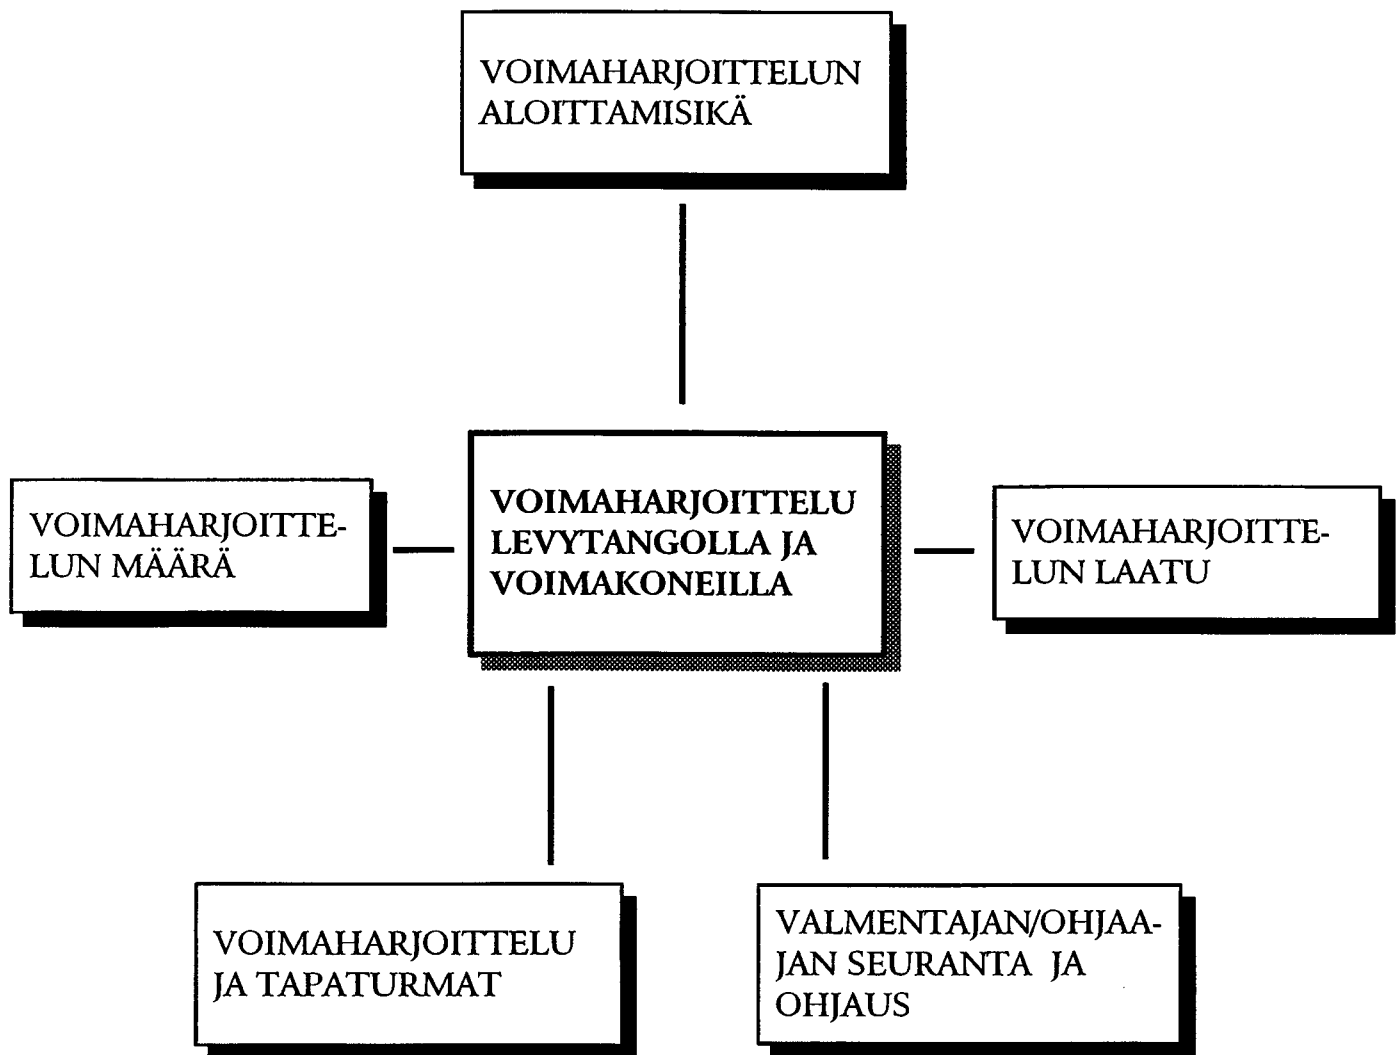 VOIMAHARJOITTELUN
ALOITTAMISIKÄ
VOIMAHARJOITTE-
LUN MÄÄRÄ
VOIMAHARJOITTELU
LEVYTANGOLLA JA
VOIMAKONEILLA
VOIMAHARJOITTE-
LUN LAATU
VOIMAHARJOITTELU
JA TAPATURMAT
VALMENTAJAN/OHJAA-
JAN SEURANTA JA
OHJAUS